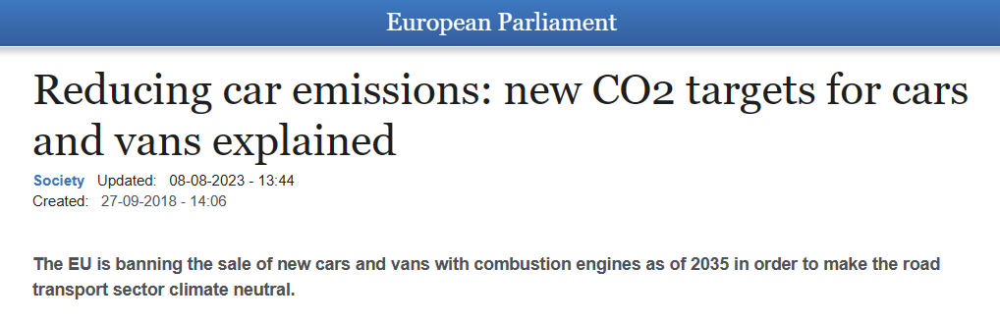 European Parliament
Reducing car emissions: new CO2 targets for cars
and vans explained
Society Updated: 08-08-2023 - 13:44
Created: 27-09-2018 - 14:06
The EU is banning the sale of new cars and vans with combustion engines as of 2035 in order to make the road
transport sector climate neutral.